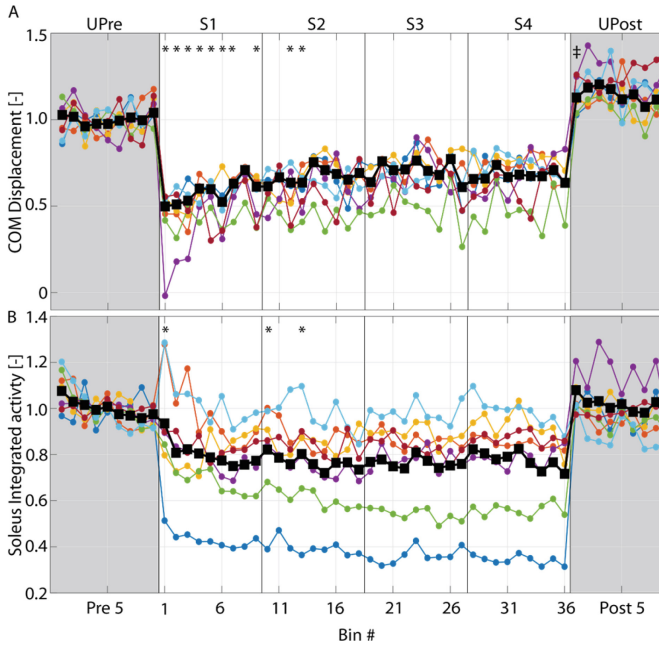 A
UPre S1 S2 S3 S4 UPost
1.5
* * * * * * * * * * ‡
1.0
0.5
0
COM Displacement [-]
B
1.4
* * *
1.2
1.0
0.8
0.6
0.4
0.2
Soleus Integrated activty [-]
Pre 5 1 6 11 16 21 26 31 36 Post 5
Bin #